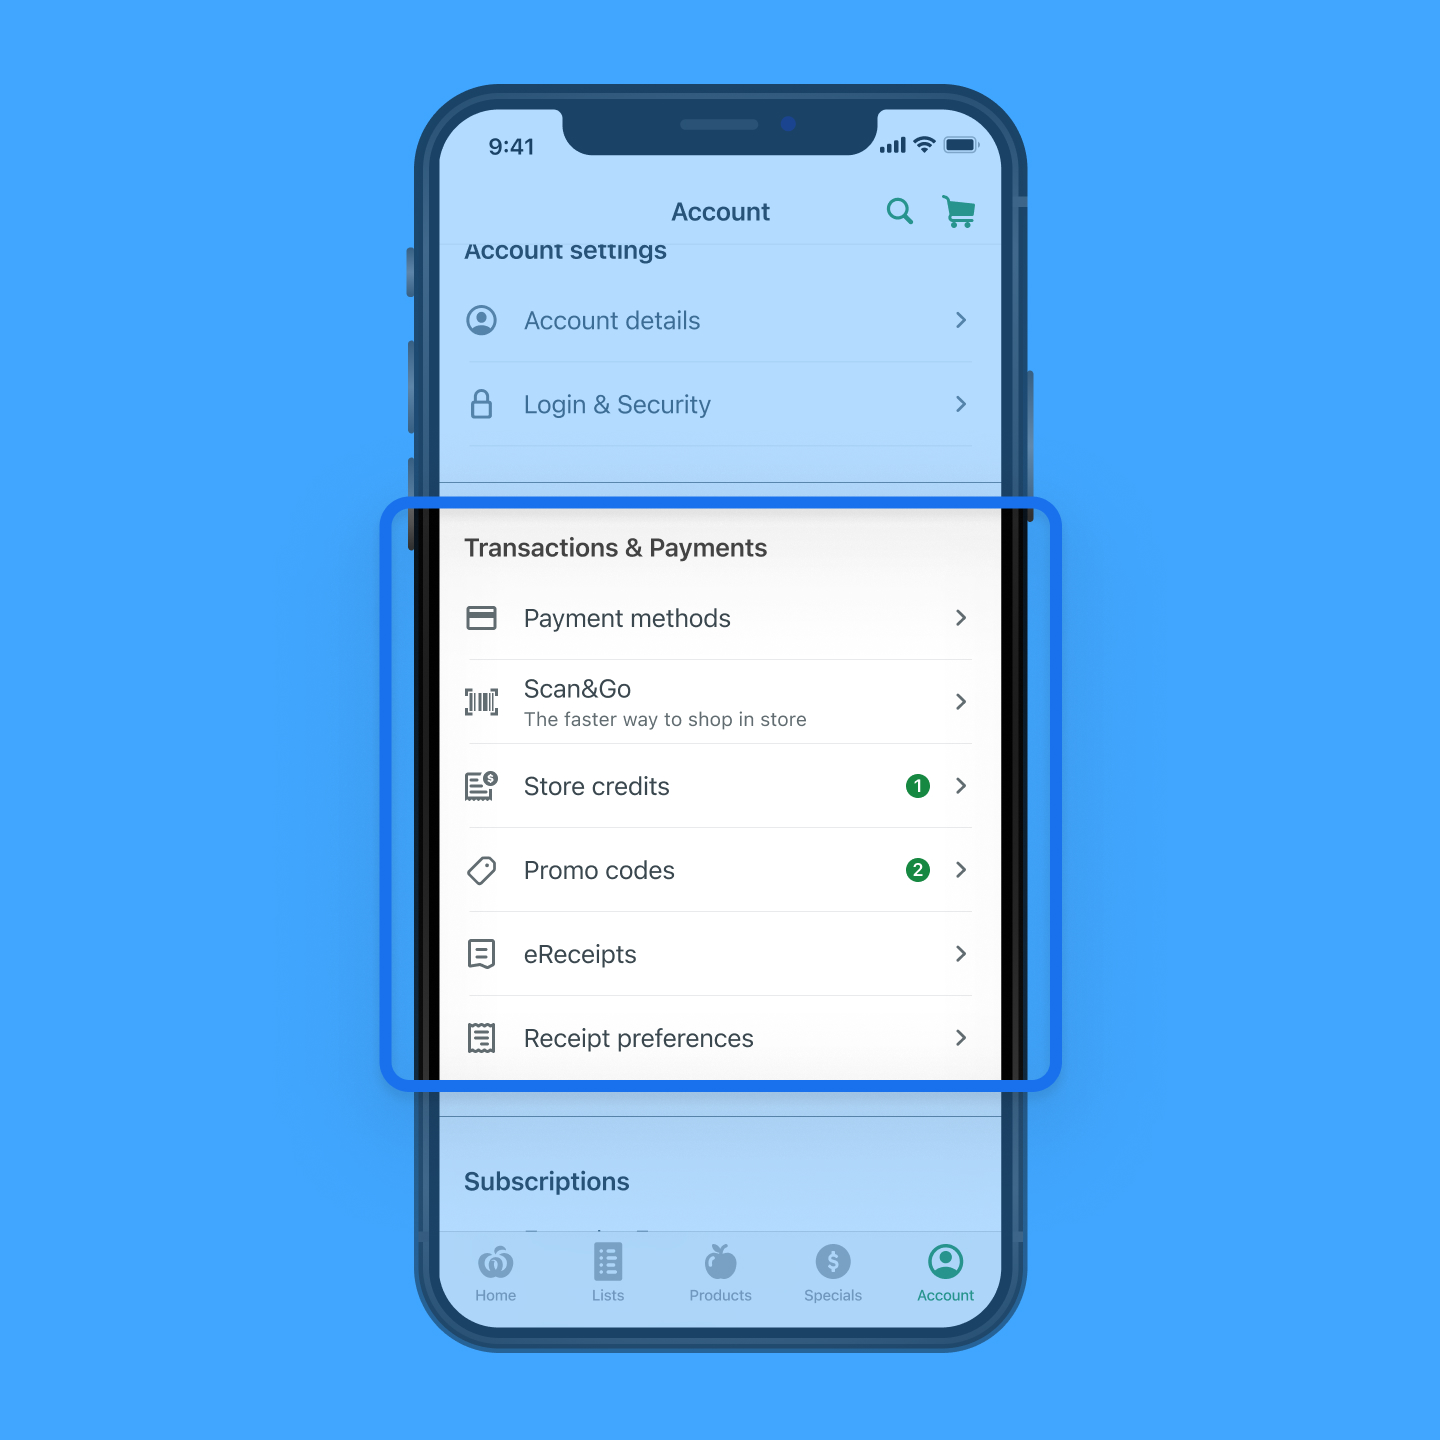 9:41
Account
Account settings
Account details
Login & Security
Transactions & Payments
Payment methods
Scan&Go
The faster way to shop in store
$
Store credits
1
Promo codes
2
eReceipts
Receipt preferences
Subscriptions
$
Home
Lists
Products
Specials
Account